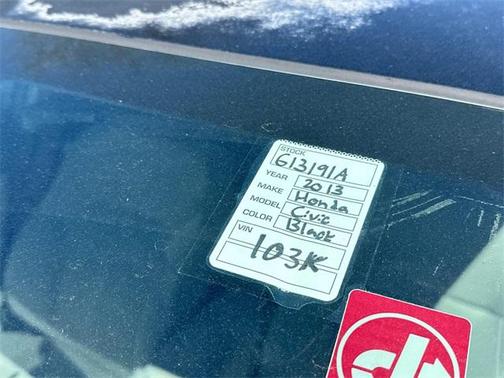 STOCK
613191A
YEAR 2013
MAKE Honda
MODEL Civic
COLOR Black
VIN
103K